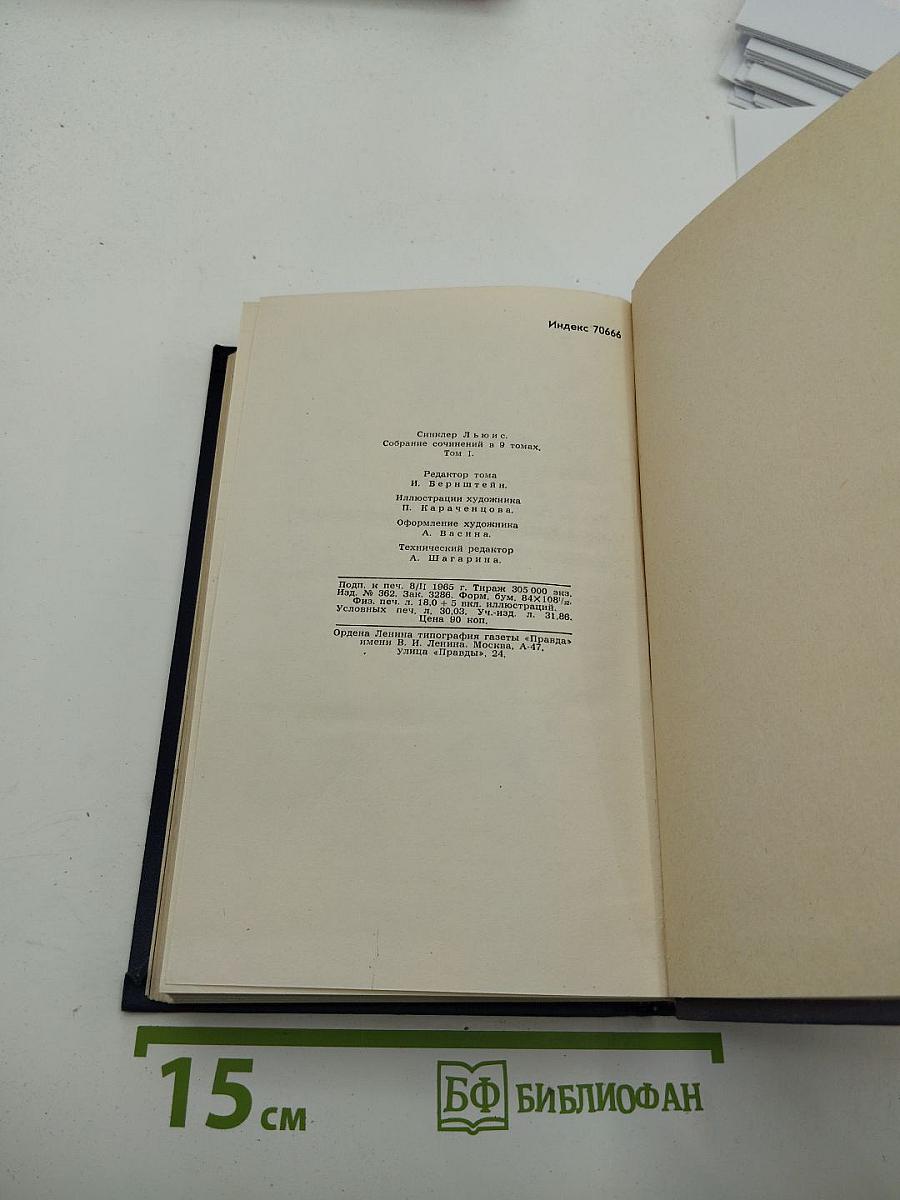 Индекс 70666
Синклер Льюис.
Собрание сочинений в 9 томах.
Том I.
Редактор тома
И. Бернштейн.
Иллюстрации художника
П. Караченцова.
Оформление художника
А. Васина.
Технический редактор
А. Шагарина.
Подп. к печ. 8/II 1965 г. Тираж 305 000 экз.
Изд. № 362. Зак. 3286. Форм. бум. 84×108¹/₃₂.
Физ. печ. л. 18,0 + 5 вкл. иллюстраций.
Условных печ. л. 30,03. Уч.-изд. л. 31,86.
Цена 90 коп.
Ордена Ленина типография газеты «Правда»
имени В. И. Ленина. Москва, А-47,
улица «Правды», 24.
15 см
БФ БИБЛИОФАН